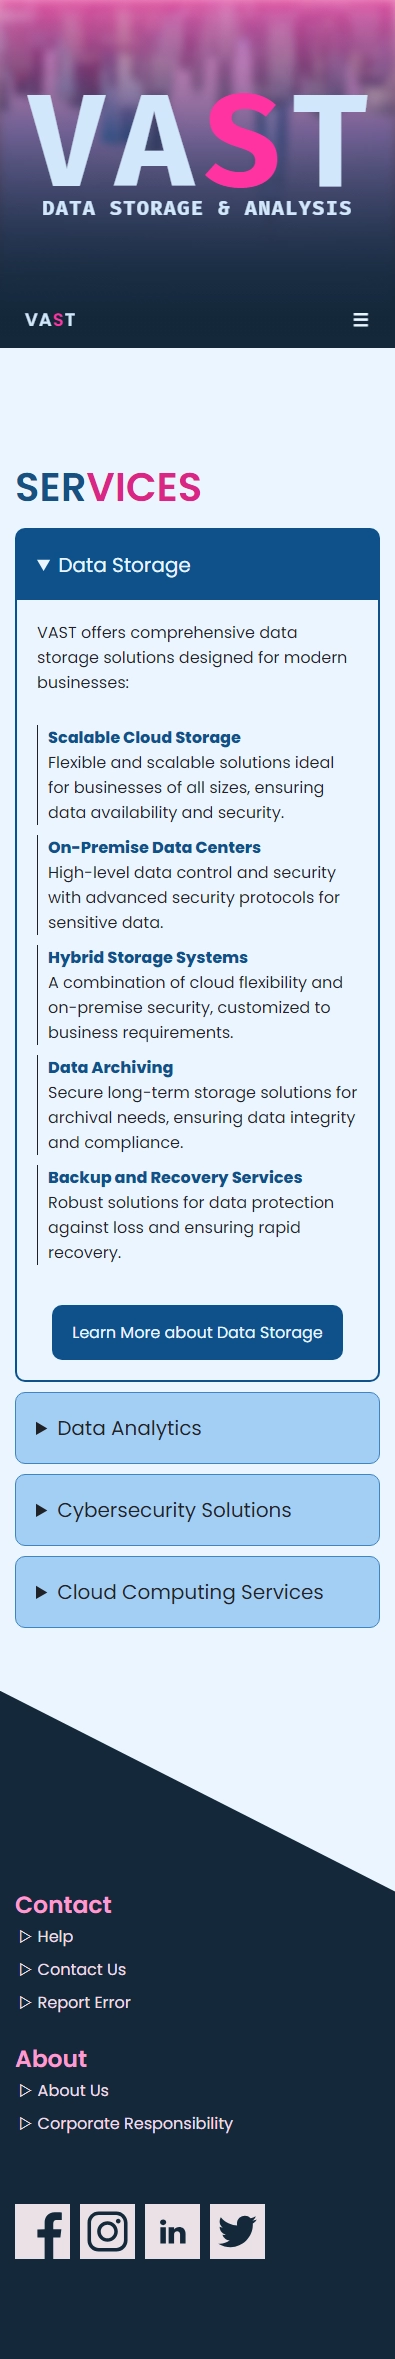 VAST
DATA STORAGE & ANALYSIS
VAST
SERVICES
Data Storage
VAST offers comprehensive data
storage solutions designed for modern
businesses:
Scalable Cloud Storage
Flexible and scalable solutions ideal
for businesses of all sizes, ensuring
data availability and security.
On-Premise Data Centers
High-level data control and security
with advanced security protocols for
sensitive data.
Hybrid Storage Systems
A combination of cloud flexibility and
on-premise security, customized to
business requirements.
Data Archiving
Secure long-term storage solutions for
archival needs, ensuring data integrity
and compliance.
Backup and Recovery Services
Robust solutions for data protection
against loss and ensuring rapid
recovery.
Learn More about Data Storage
Data Analytics
Cybersecurity Solutions
Cloud Computing Services
Contact
Help
Contact Us
Report Error
About
About Us
Corporate Responsibility